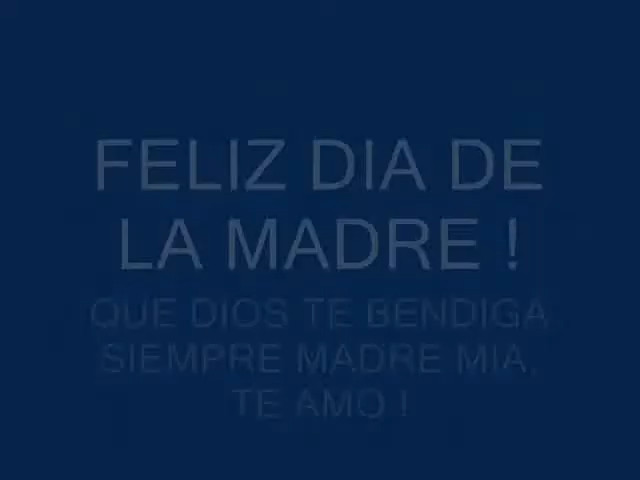 FELIZ DIA DE
LA MADRE !
QUE DIOS TE BENDIGA
SIEMPRE MADRE MIA,
TE AMO !